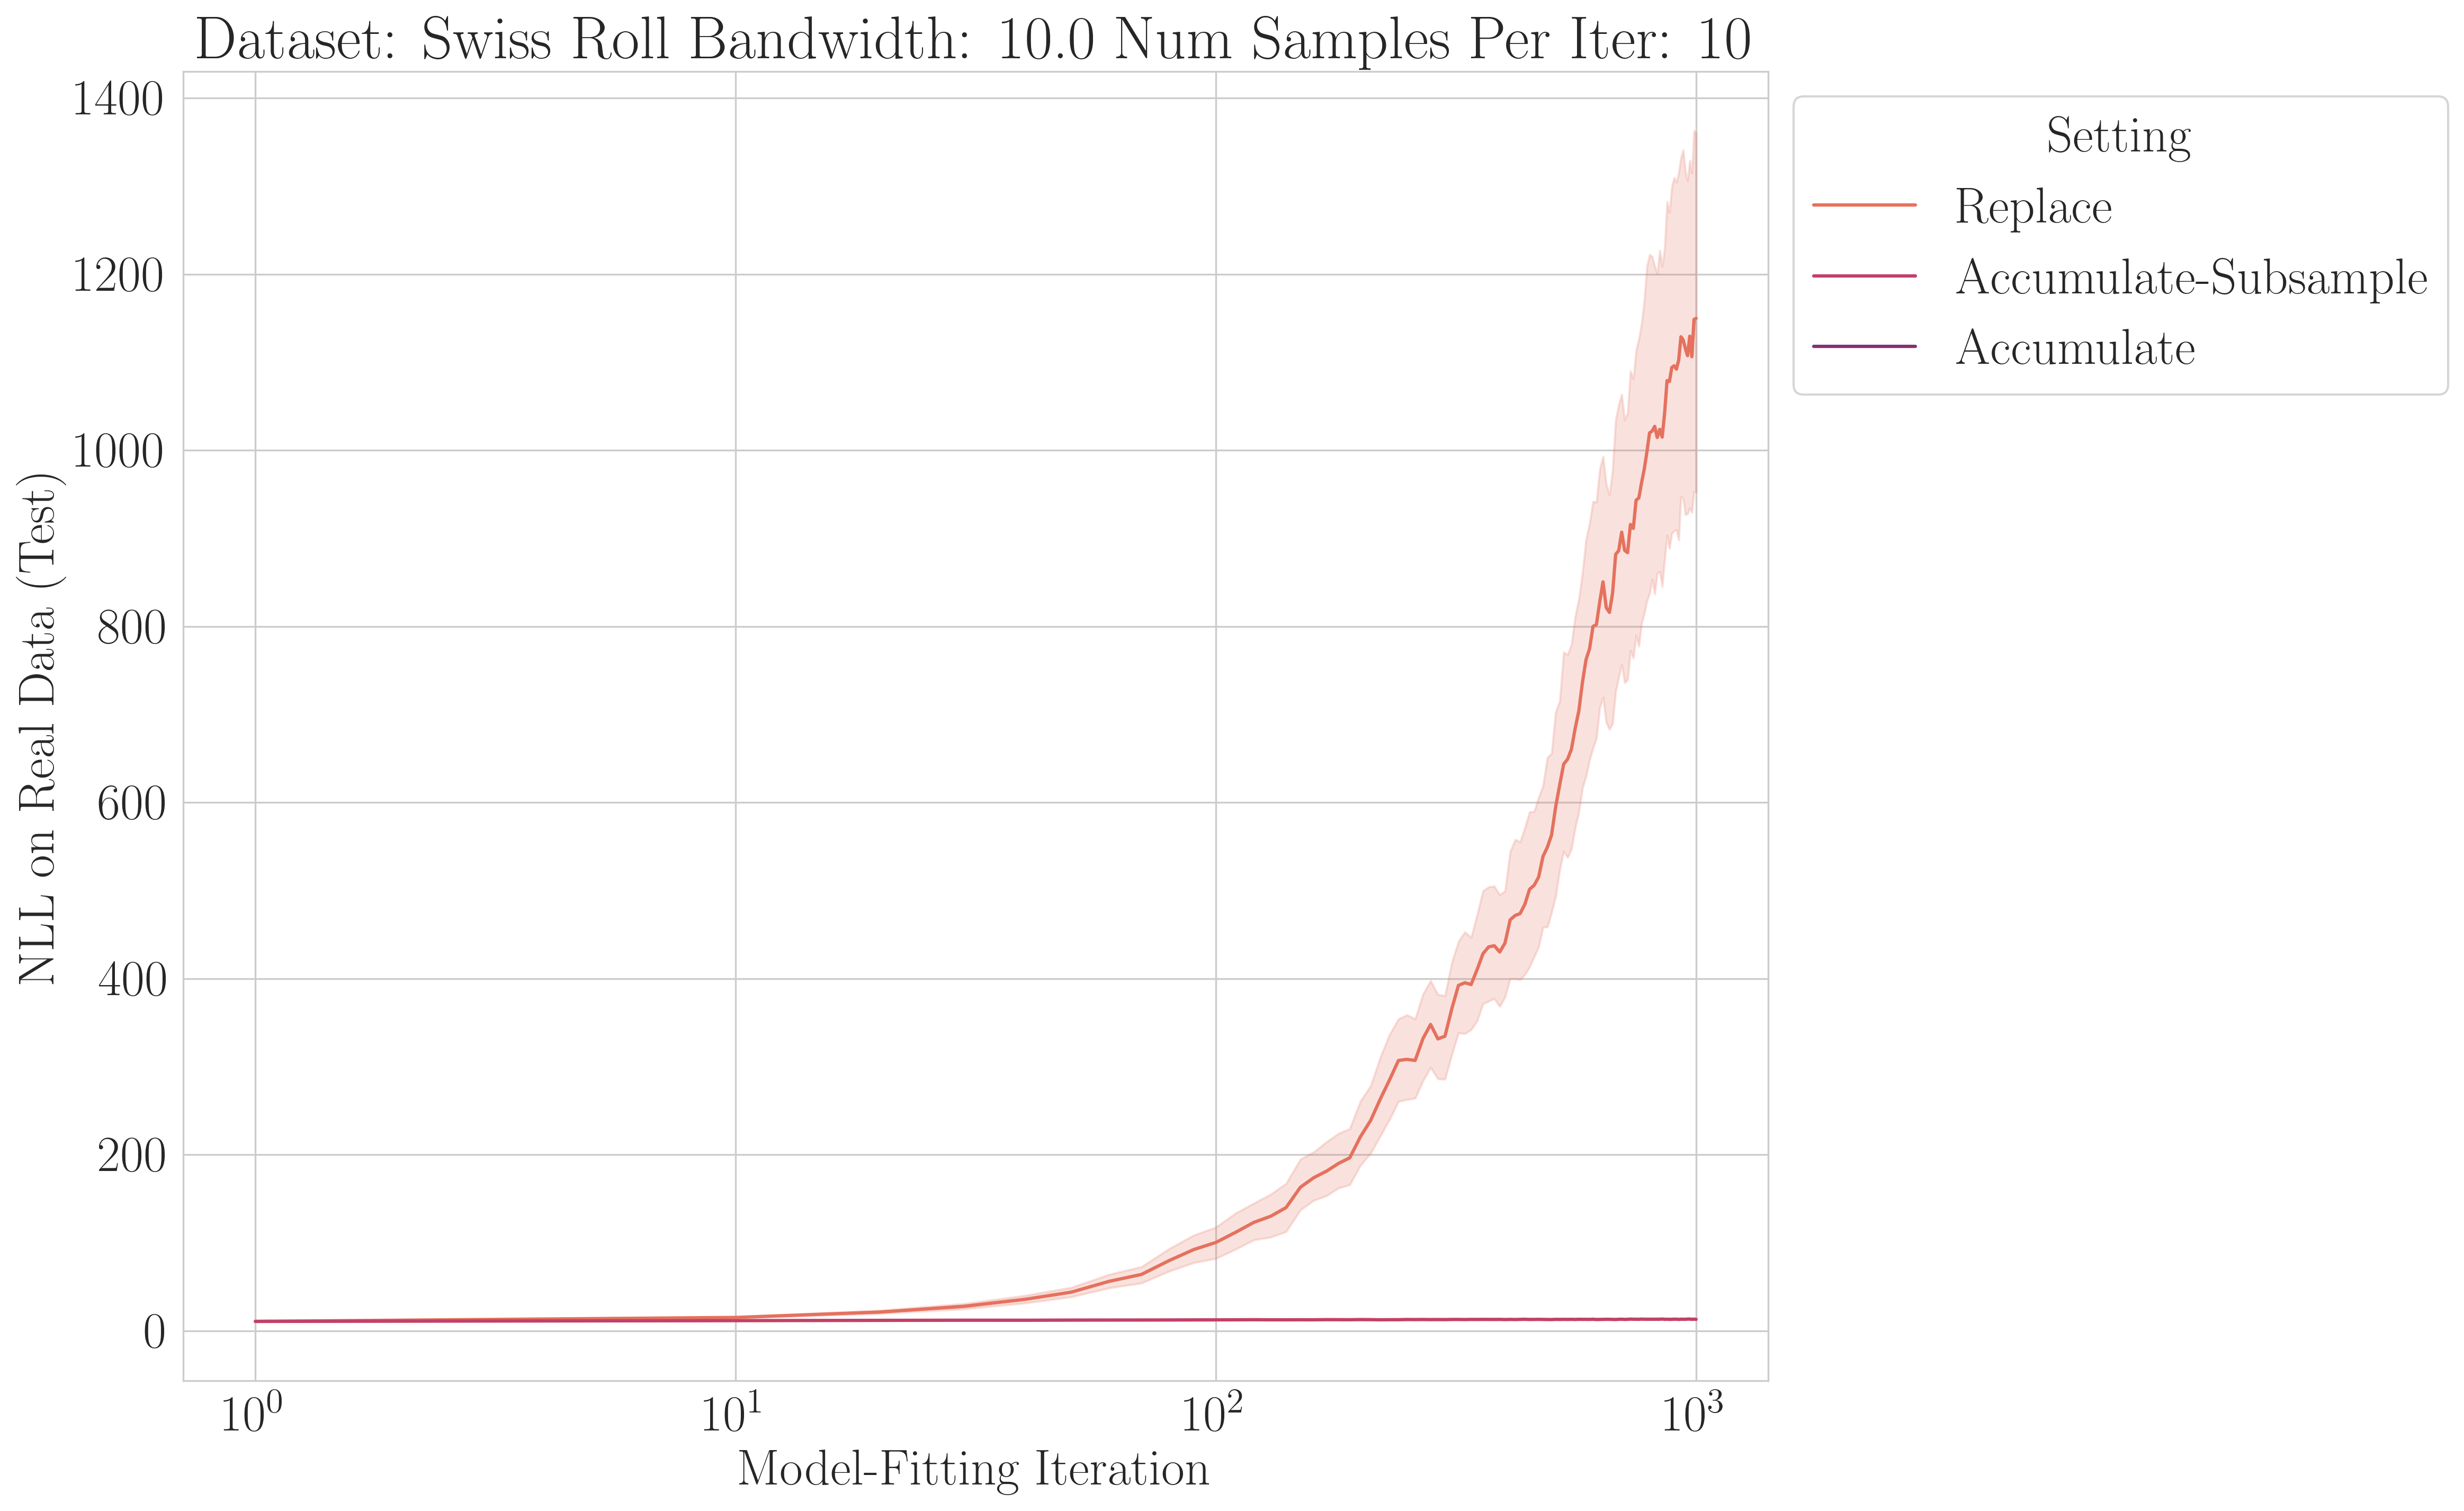 Dataset: Swiss Roll Bandwidth: 10.0 Num Samples Per Iter: 10
NLL on Real Data (Test)
1400
1200
1000
800
600
400
200
0
10^0 10^1 10^2 10^3
Model-Fitting Iteration
Setting
Replace
Accumulate-Subsample
Accumulate